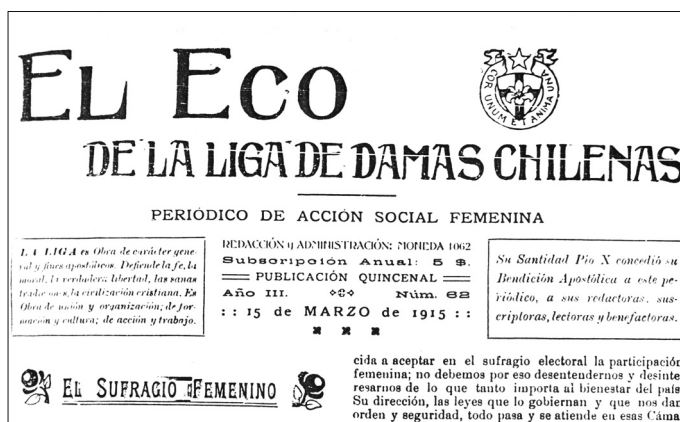 EL ECO
COR UNUM ET ANIMA UNA
DE LA LIGA DE DAMAS CHILENAS
PERIÓDICO DE ACCIÓN SOCIAL FEMENINA
LA LIGA es Obra de carácter gene-
ral y fines apostólicos. Defiende la fe, la
moral, la verdadera libertad, las sanas
tradiciones, la civilización cristiana. Es
Obra de unión y organización; de for-
mación y cultura; de acción y trabajo.
REDACCIÓN y ADMINISTRACIÓN: MONEDA 1062
Subscripción Anual: 5 $.
PUBLICACIÓN QUINCENAL
Año III. Núm. 62
:: 15 de MARZO de 1915 ::
Su Santidad Pío X concedió su
Bendición Apostólica a este pe-
riódico, a sus redactoras, sus-
criptoras, lectoras y benefactoras.
EL SUFRAGIO FEMENINO
cida a aceptar en el sufragio electoral la participación
femenina; no debemos por eso desentendernos y desinte
resarnos de lo que tanto importa al bienestar del país
Su dirección, las leyes que lo gobiernan y que nos dan
orden y seguridad, todo pasa y se atiende en esas Cáma